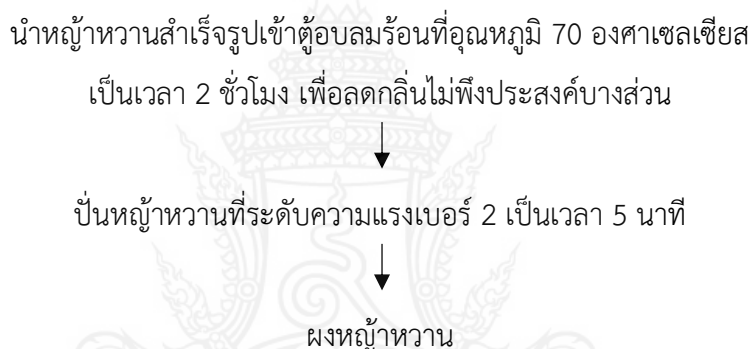 นำหญ้าหวานสำเร็จรูปเข้าตู้อบลมร้อนที่อุณหภูมิ 70 องศาเซลเซียส
เป็นเวลา 2 ชั่วโมง เพื่อลดกลิ่นไม่พึงประสงค์บางส่วน
ปั่นหญ้าหวานที่ระดับความแรงเบอร์ 2 เป็นเวลา 5 นาที
ผงหญ้าหวาน